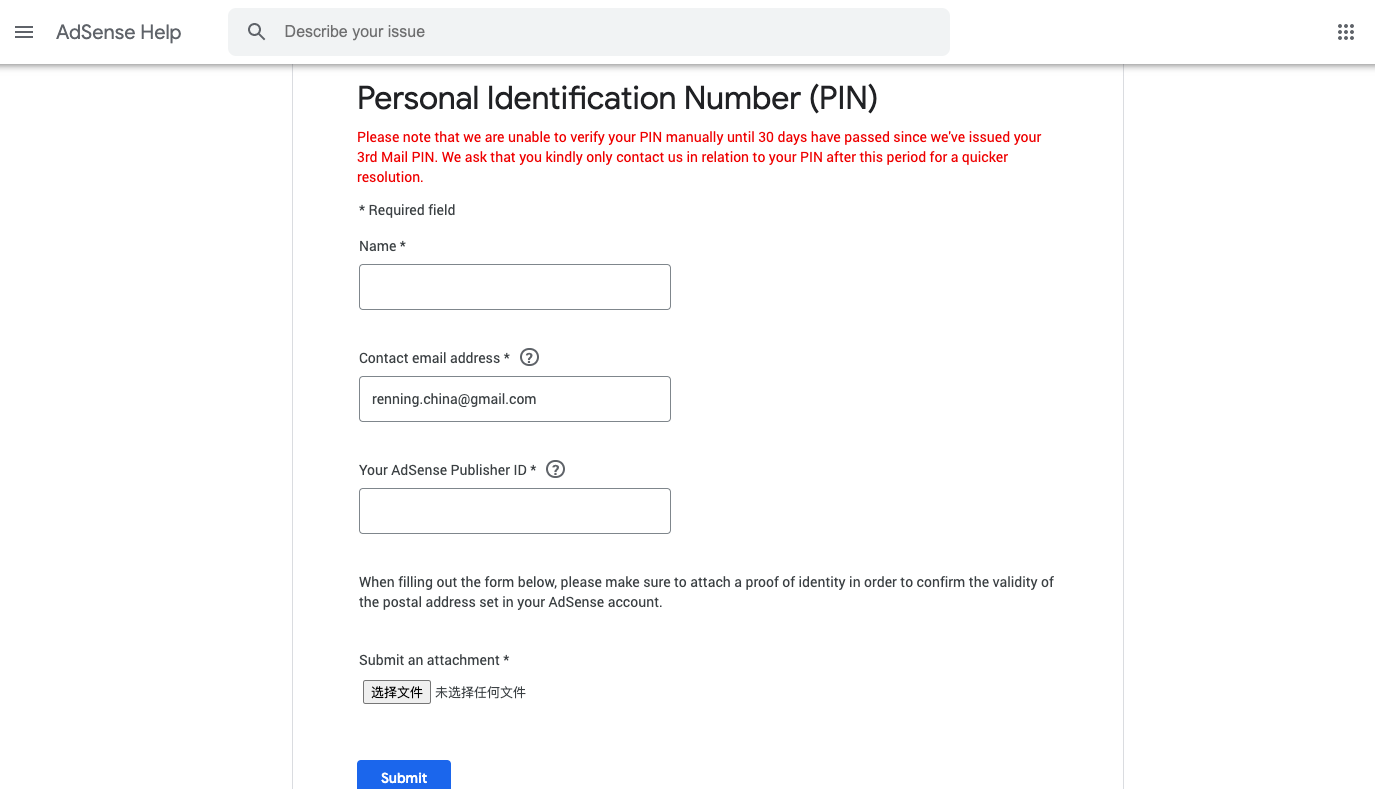 AdSense Help
Describe your issue
Personal Identification Number (PIN)
Please note that we are unable to verify your PIN manually until 30 days have passed since we've issued your
3rd Mail PIN. We ask that you kindly only contact us in relation to your PIN after this period for a quicker
resolution.
* Required field
Name *
Contact email address * ?
renning.china@gmail.com
Your AdSense Publisher ID * ?
When filling out the form below, please make sure to attach a proof of identity in order to confirm the validity of
the postal address set in your AdSense account.
Submit an attachment *
选择文件 未选择任何文件
Submit